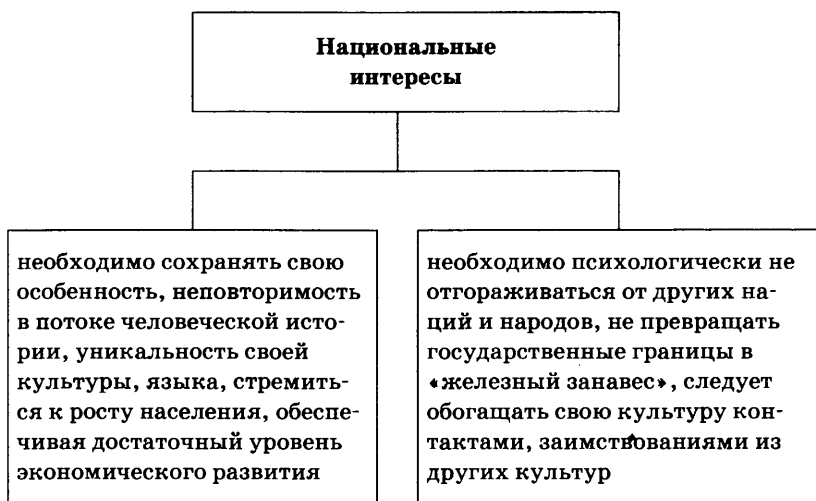 Национальные
интересы
необходимо сохранять свою
особенность, неповторимость
в потоке человеческой исто-
рии, уникальность своей
культуры, языка, стремить-
ся к росту населения, обеспе-
чивая достаточный уровень
экономического развития
необходимо психологически не
отгораживаться от других на-
ций и народов, не превращать
государственные границы в
«железный занавес», следует
обогащать свою культуру кон-
тактами, заимствованиями из
других культур